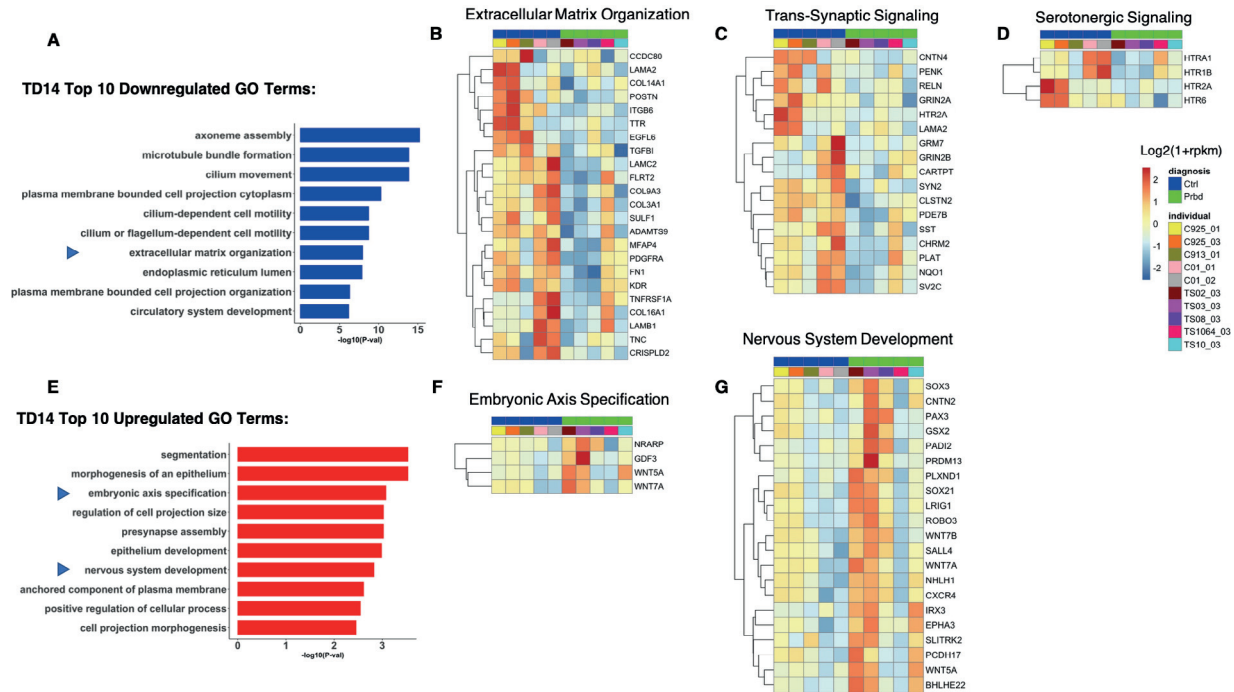 A
TD14 Top 10 Downregulated GO Terms:
axoneme assembly
microtubule bundle formation
cilium movement
plasma membrane bounded cell projection cytoplasm
cilium-dependent cell motility
cilium or flagellum-dependent cell motility
extracellular matrix organization
endoplasmic reticulum lumen
plasma membrane bounded cell projection organization
circulatory system development
0 5 10 15
-log10(P-val)
B
Extracellular Matrix Organization
CCDC80
LAMA2
COL14A1
POSTN
ITGB6
TTR
EGFL6
TGFBI
LAMC2
FLRT2
COL9A3
COL3A1
SULF1
ADAMTS9
MFAP4
PDGFRA
FN1
KDR
TNFRSF1A
COL16A1
LAMB1
TNC
CRISPLD2
C
Trans-Synaptic Signaling
CNTN4
PENK
RELN
GRIN2A
HTR2A
LAMA2
GRM7
GRIN2B
CARTPT
SYN2
CLSTN2
PDE7B
SST
CHRM2
PLAT
NQO1
SV2C
D
Serotonergic Signaling
HTRA1
HTR1B
HTR2A
HTR6
Log2(1+rpkm)
2
1
0
-1
-2
diagnosis
Ctrl
Prbd
individual
C925_01
C925_03
C913_01
C01_01
C01_02
TS02_03
TS03_03
TS08_03
TS1064_03
TS10_03
E
TD14 Top 10 Upregulated GO Terms:
segmentation
morphogenesis of an epithelium
embryonic axis specification
regulation of cell projection size
presynapse assembly
epithelium development
nervous system development
anchored component of plasma membrane
positive regulation of cellular process
cell projection morphogenesis
0 1 2 3
-log10(P-val)
F
Embryonic Axis Specification
NRARP
GDF3
WNT5A
WNT7A
Nervous System Development
G
SOX3
CNTN2
PAX3
GSX2
PADI2
PRDM13
PLXND1
SOX21
LRIG1
ROBO3
WNT7B
SALL4
WNT7A
NHLH1
CXCR4
IRX3
EPHA3
SLITRK2
PCDH17
WNT5A
BHLHE22